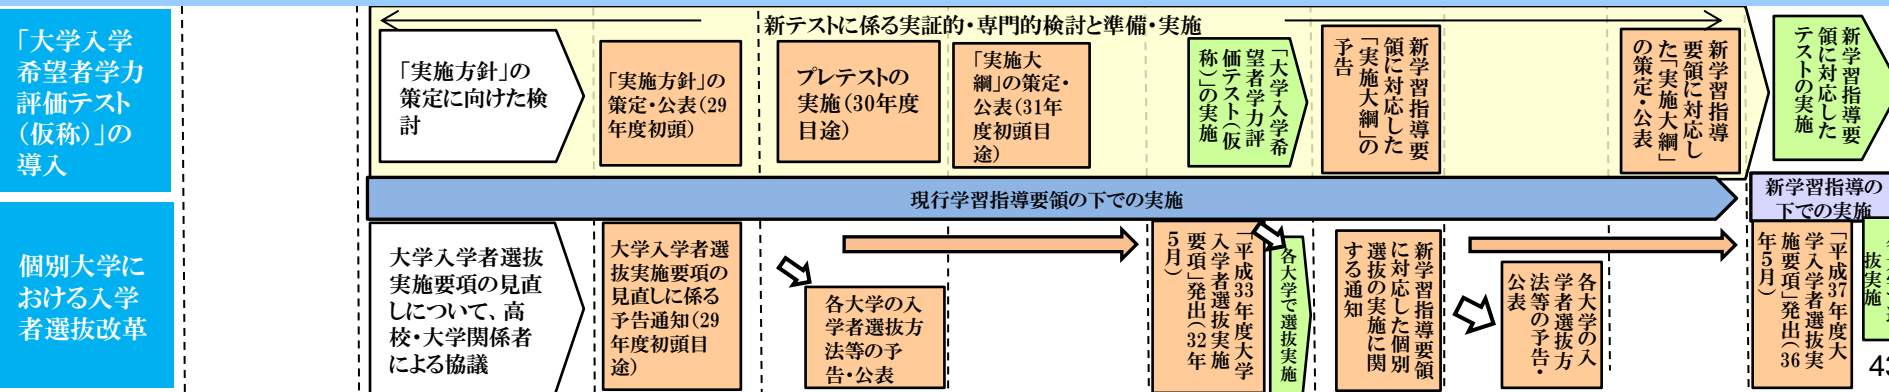 「大学入学
希望者学力
評価テスト
(仮称)」の
導入
新テストに係る実証的・専門的検討と準備・実施
「実施方針」の
策定に向けた検
討
「実施方針」の
策定・公表(29
年度初頭)
プレテストの
実施(30年度
目途)
「実施大
綱」の策定・
公表(31年
度初頭目
途)
「大学入学希
望者学力評
価テスト(仮
称)」の実施
新学習指導要
領に対応した
「実施大綱」の
予告
新学習指導
要領に対応し
た「実施大綱」
の策定・公表
新学習指導要
領に対応した
テストの実施
現行学習指導要領の下での実施
新学習指導の
下での実施
個別大学に
おける入学
者選抜改革
大学入学者選抜
実施要項の見直
しについて、高
校・大学関係者
による協議
大学入学者選
抜実施要項の
見直しに係る
予告通知(29
年度初頭目
途)
各大学の入
学者選抜方
法等の予
告・公表
「平成33年度大学
入学者選抜実施
要項」発出(32年
5月)
各大学で選抜実施
新学習指導要領
に対応した個別
選抜の実施に関
する通知
各大学の入
学者選抜方
法等の予告・
公表
「平成37年度大
学入学者選抜実
施要項」発出(36
年5月)
抜実施